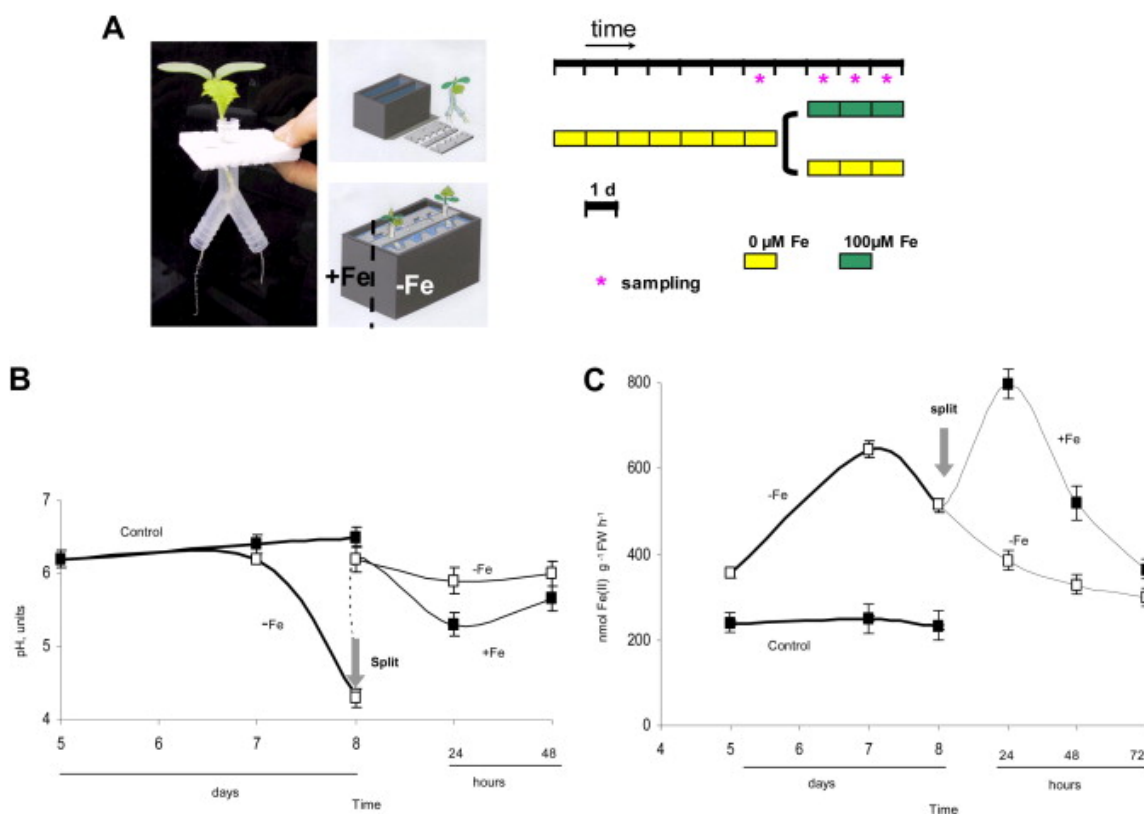 A
time
* * * *
+Fe
-Fe
1 d
0 µM Fe
100µM Fe
* sampling
B
7
6
5
4
pH, units
Control
-Fe
-Fe
+Fe
Split
5 6 7 8 24 48
days
hours
Time
C
800
600
400
200
0
nmol Fe(II) g⁻¹ FW h⁻¹
split
-Fe
+Fe
-Fe
Control
4 5 6 7 8 24 48 72
days
hours
Time